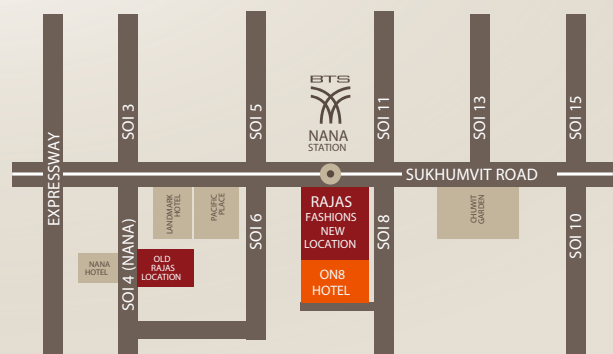 BTS
NANA
STATION
EXPRESSWAY
SOI 3
SOI 5
SOI 11
SOI 13
SOI 15
SUKHUMVIT ROAD
SOI 4 (NANA)
LANDMARK
HOTEL
PACIFIC
PLACE
SOI 6
RAJAS
FASHIONS
NEW
LOCATION
SOI 8
CHUWIT
GARDEN
SOI 10
NANA
HOTEL
OLD
RAJAS
LOCATION
ON8
HOTEL